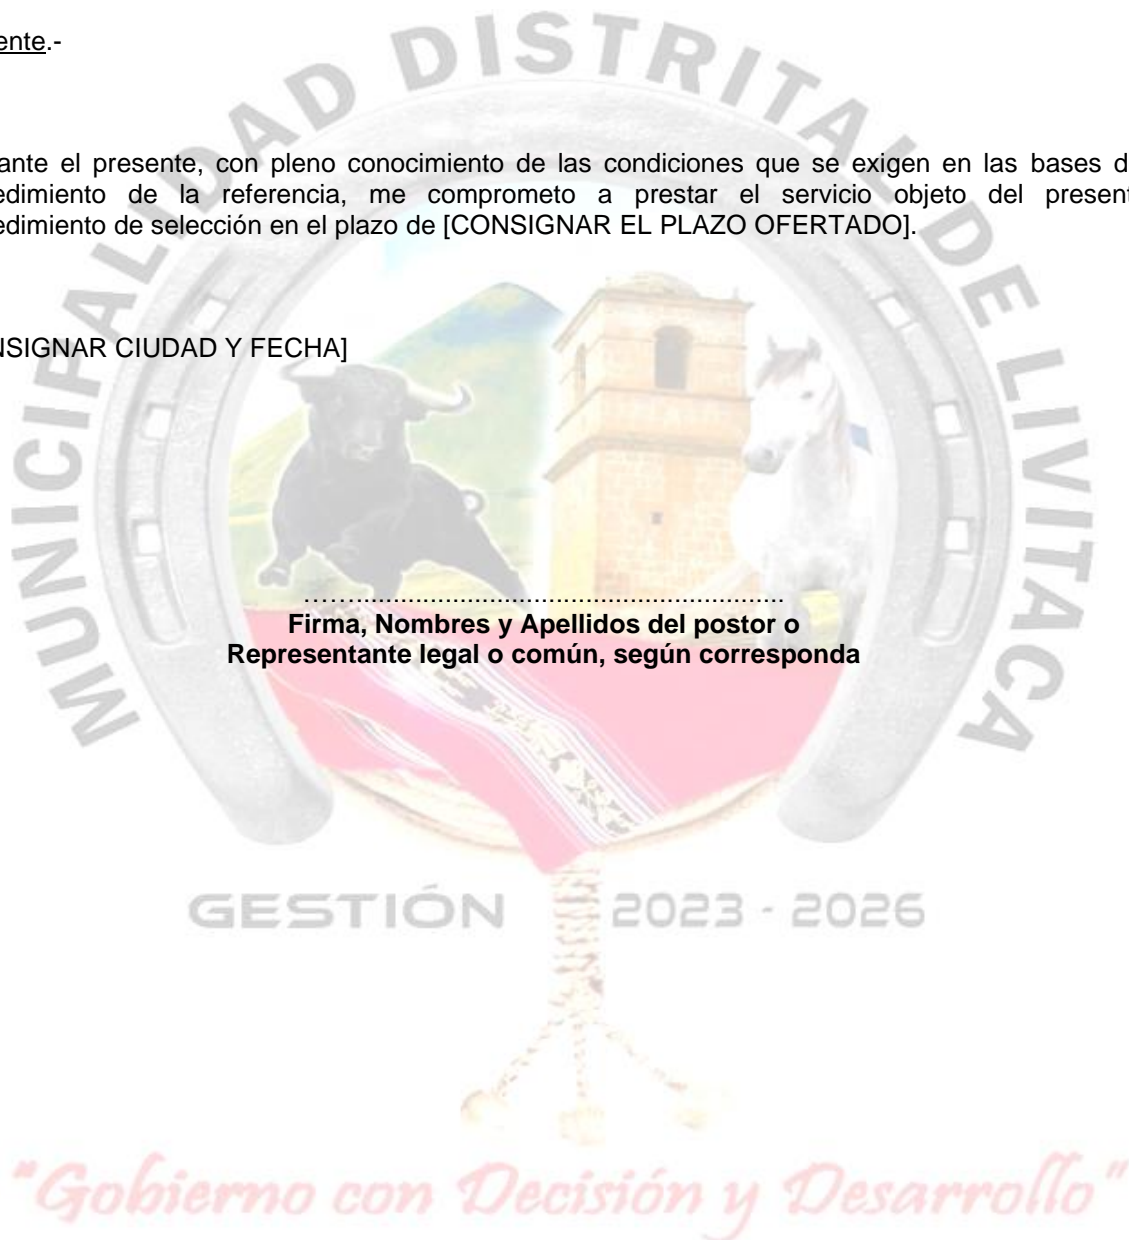 ente.-
ante el presente, con pleno conocimiento de las condiciones que se exigen en las bases d
edimiento de la referencia, me comprometo a prestar el servicio objeto del present
edimiento de selección en el plazo de [CONSIGNAR EL PLAZO OFERTADO].
NSIGNAR CIUDAD Y FECHA]
MUNICIPALIDAD DISTRITAL DE LIVITACA
…….............................................................
Firma, Nombres y Apellidos del postor o
Representante legal o común, según corresponda
GESTIÓN 2023 - 2026
"Gobierno con Decisión y Desarrollo"